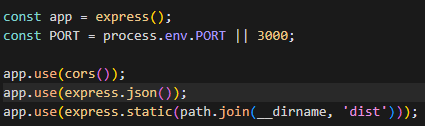 const app = express();
const PORT = process.env.PORT || 3000;
app.use(cors());
app.use(express.json());
app.use(express.static(path.join(__dirname, 'dist')));